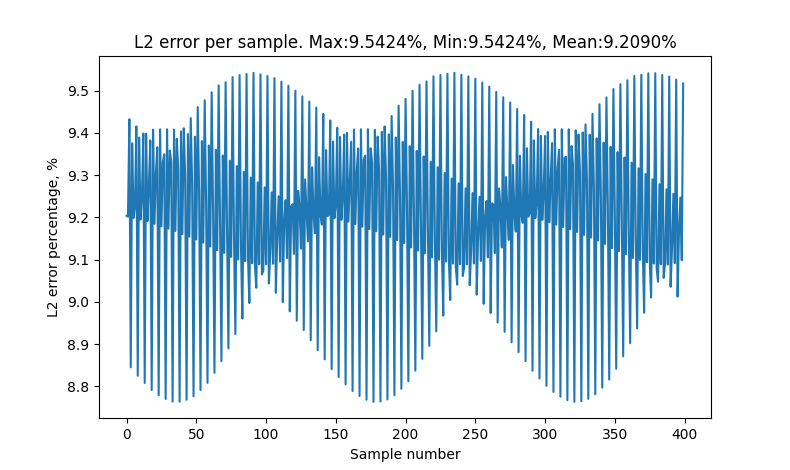 L2 error per sample. Max:9.5424%, Min:9.5424%, Mean:9.2090%
9.5
9.4
9.3
9.2
9.1
9.0
8.9
8.8
L2 error percentage, %
0 50 100 150 200 250 300 350 400
Sample number